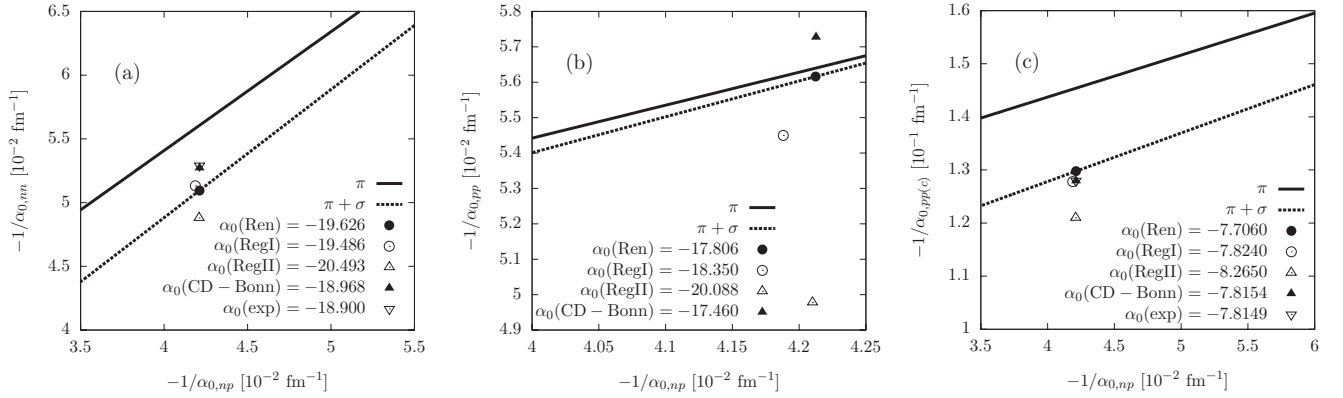 6.5
6
5.5
5
4.5
4
(a)
−1/α0,nn [10−2 fm−1]
π
π + σ
α0(Ren) = −19.626
α0(RegI) = −19.486
α0(RegII) = −20.493
α0(CD − Bonn) = −18.968
α0(exp) = −18.900
3.5 4 4.5 5 5.5
−1/α0,np [10−2 fm−1]
5.8
5.7
5.6
5.5
5.4
5.3
5.2
5.1
5
4.9
(b)
−1/α0,pp [10−2 fm−1]
π
π + σ
α0(Ren) = −17.806
α0(RegI) = −18.350
α0(RegII) = −20.088
α0(CD − Bonn) = −17.460
4 4.05 4.1 4.15 4.2 4.25
−1/α0,np [10−2 fm−1]
1.6
1.5
1.4
1.3
1.2
1.1
1
(c)
−1/α0,pp(c) [10−1 fm−1]
π
π + σ
α0(Ren) = −7.7060
α0(RegI) = −7.8240
α0(RegII) = −8.2650
α0(CD − Bonn) = −7.8154
α0(exp) = −7.8149
3.5 4 4.5 5 5.5 6
−1/α0,np [10−2 fm−1]